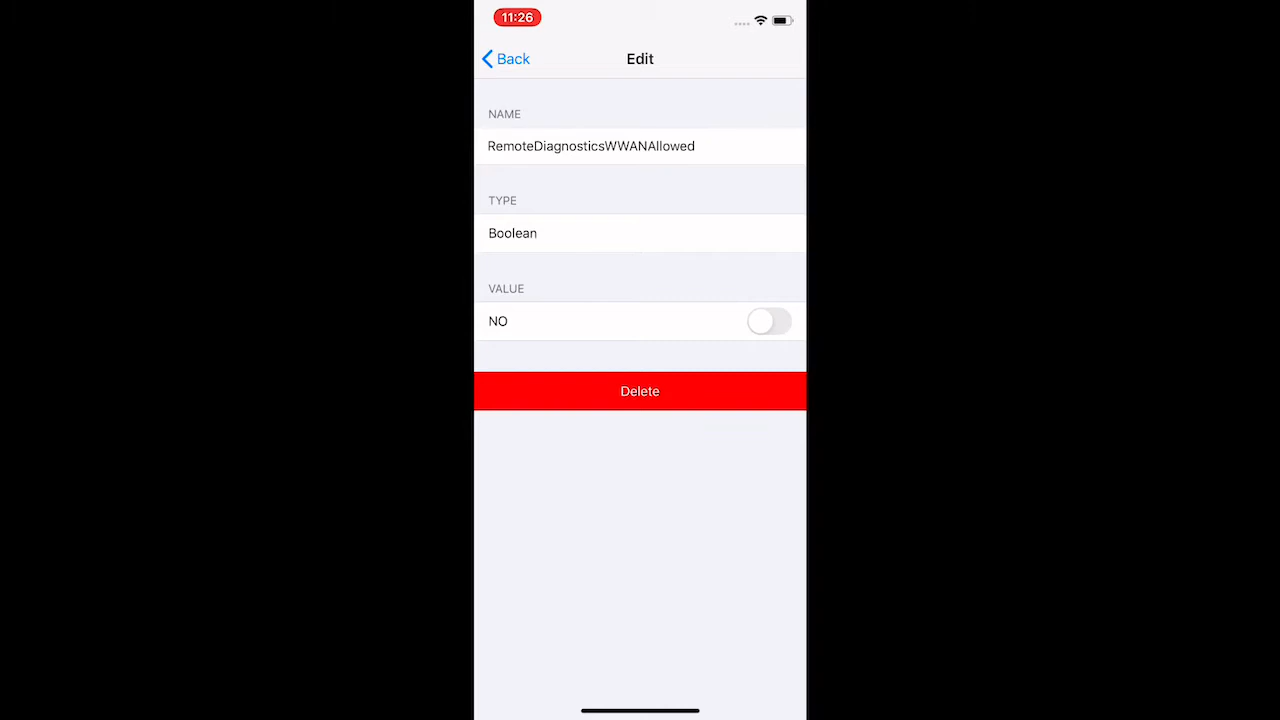 11:26
Back
Edit
NAME
RemoteDiagnosticsWWANAllowed
TYPE
Boolean
VALUE
NO
Delete